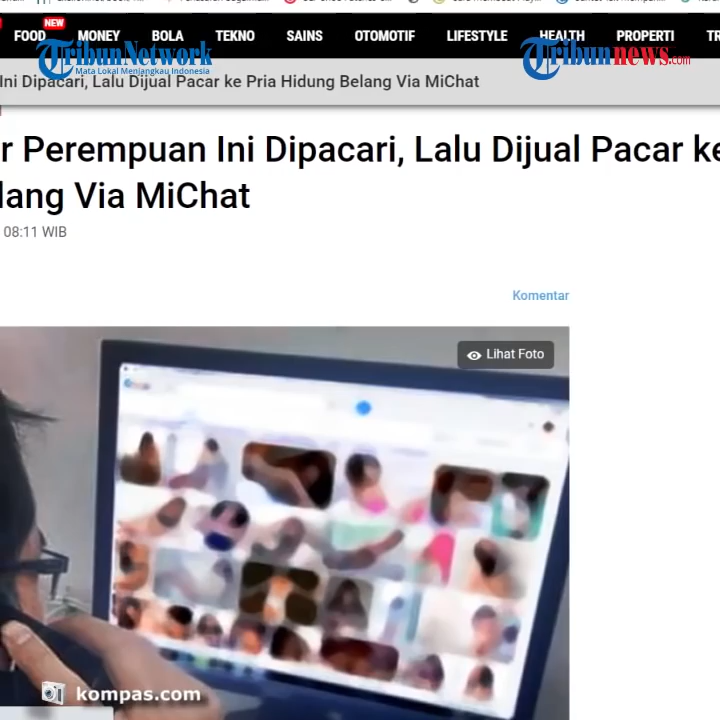 NEW
FOOD MONEY BOLA TEKNO SAINS OTOMOTIF LIFESTYLE HEALTH PROPERTI TR
TribunNetwork
Mata Lokal Menjangkau Indonesia
Tribunnews.com
Ini Dipacari, Lalu Dijual Pacar ke Pria Hidung Belang Via MiChat
r Perempuan Ini Dipacari, Lalu Dijual Pacar ke
lang Via MiChat
08:11 WIB
Komentar
Lihat Foto
kompas.com